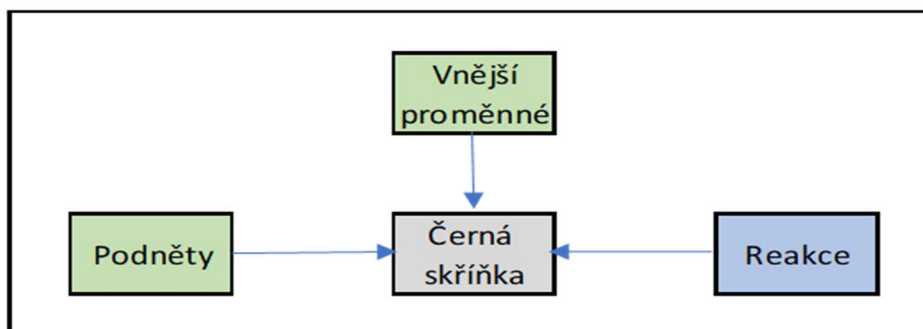 Vnější
proměnné
Podněty
Černá
skříňka
Reakce